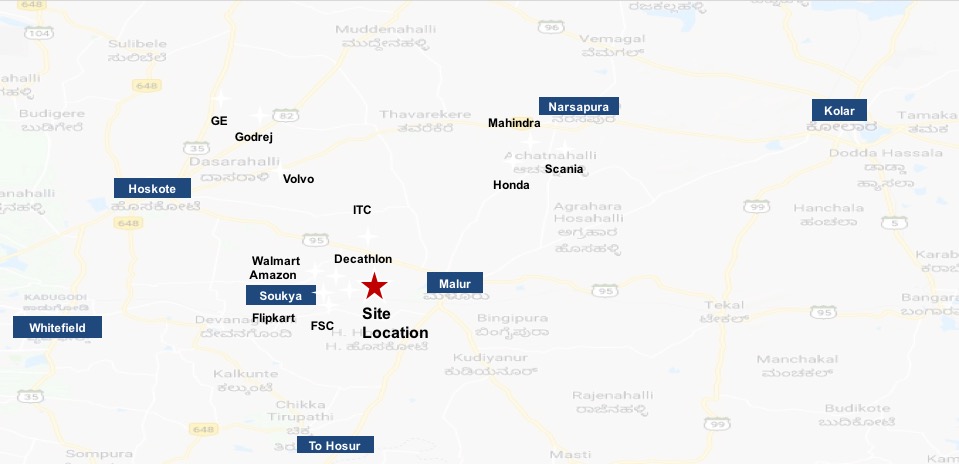 648
104
Sulibele
ಸುಲಿಬೆಲೆ
Muddenahalli
ಮುದ್ದೇನಹಳ್ಳಿ
96
Vemagal
ವೇಮಗಲ್
648
Budigere
ಬುದಿಗೆರೆ
GE
Godrej
82
35
Thavarekere
ತಾವರೆಕೆರೆ
Mahindra
Narsapura
ನರಸಾಪುರ
Kolar
ಕೋಲಾರ
Tamaka
ತಮಕ
Dasarahalli
ದಾಸರಹಳ್ಳಿ
Achatnahalli
Scania
Honda
Dodda Hassala
Volvo
Hoskote
ಹೊಸಕೋಟೆ
ITC
Agrahara
Hosahalli
ಅಗ್ರಹಾರ
ಹೊಸಹಳ್ಳಿ
99
Hanchala
ಹಂಚಾಲ
5
648
95
Decathlon
Walmart
Amazon
Soukya
Malur
ಮಾಲೂರು
95
95
KADUGODI
ಕಾಡುಗೋಡಿ
Whitefield
Flipkart
FSC
Site
Location
Bingipura
ಬಿಂಗೀಪುರಾ
Tekal
ಟೇಕಲ್
H. ಹೊಸಕೋಟೆ
Kudiyanur
ಕುಡಿಯನೂರ್
Manchakal
ಮಂಚಕಲ್
Kalkunte
ಕಲ್ಕುಂಟೆ
35
Rajenahalli
ರಾಜೇನಹಳ್ಳಿ
Chikka
Tirupathi
ಚಿಕ್ಕ
Budikote
ಬೂದಿಕೋಟೆ
648
99
To Hosur
Sompura
Masti